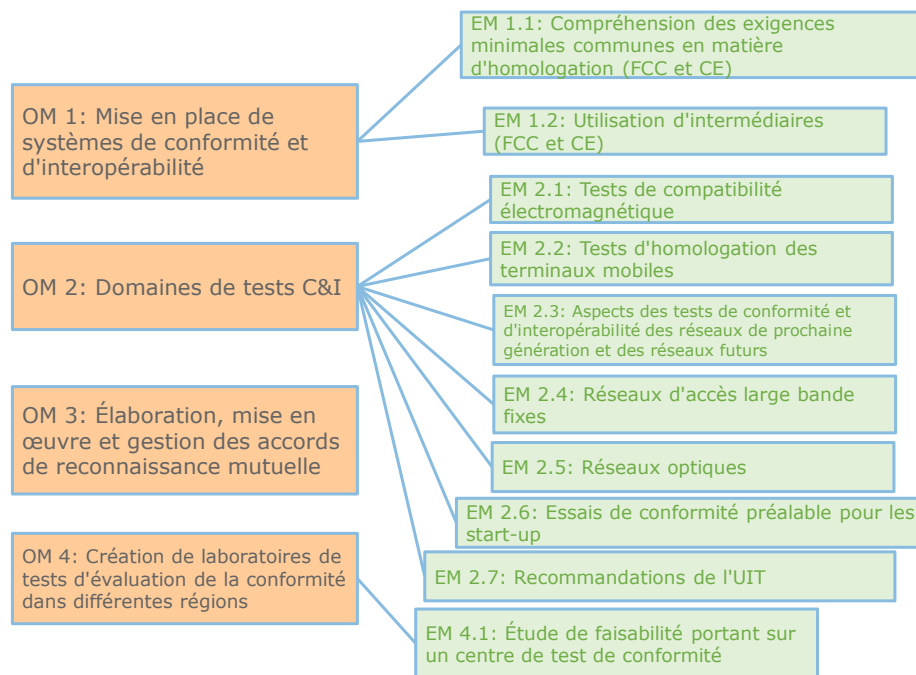 EM 1.1: Compréhension des exigences
minimales communes en matière
d'homologation (FCC et CE)
OM 1: Mise en place de
systèmes de conformité et
d'interopérabilité
EM 1.2: Utilisation d'intermédiaires
(FCC et CE)
OM 2: Domaines de tests C&I
EM 2.1: Tests de compatibilité
électromagnétique
EM 2.2: Tests d'homologation des
terminaux mobiles
EM 2.3: Aspects des tests de conformité et
d'interopérabilité des réseaux de prochaine
génération et des réseaux futurs
EM 2.4: Réseaux d'accès large bande
fixes
EM 2.5: Réseaux optiques
EM 2.6: Essais de conformité préalable pour les
start-up
EM 2.7: Recommandations de l'UIT
OM 3: Élaboration, mise en
œuvre et gestion des accords
de reconnaissance mutuelle
OM 4: Création de laboratoires de
tests d'évaluation de la conformité
dans différentes régions
EM 4.1: Étude de faisabilité portant sur
un centre de test de conformité